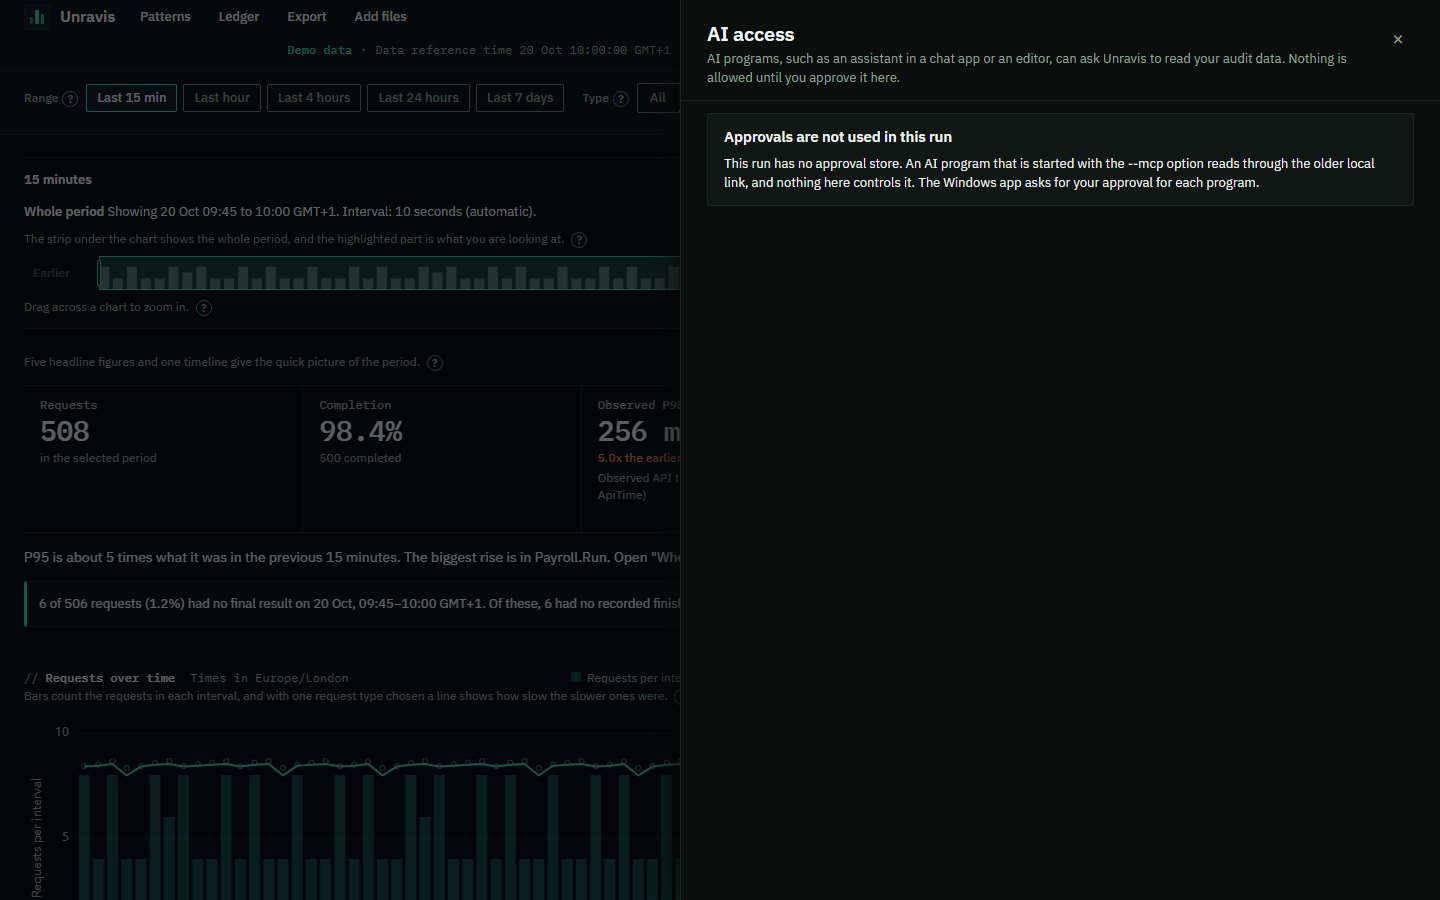 Unravis Patterns Ledger Export Add files
Demo data · Data reference time 20 Oct 10:00:00 GMT+1
Range ? Last 15 min Last hour Last 4 hours Last 24 hours Last 7 days Type ? All
15 minutes
Whole period Showing 20 Oct 09:45 to 10:00 GMT+1. Interval: 10 seconds (automatic).
The strip under the chart shows the whole period, and the highlighted part is what you are looking at. ?
Earlier
Drag across a chart to zoom in. ?
Five headline figures and one timeline give the quick picture of the period. ?
Requests
508
in the selected period
Completion
98.4%
500 completed
Observed P95
256 m
5.0x the earlier
Observed API t
ApiTime)
P95 is about 5 times what it was in the previous 15 minutes. The biggest rise is in Payroll.Run. Open "Whe
6 of 506 requests (1.2%) had no final result on 20 Oct, 09:45–10:00 GMT+1. Of these, 6 had no recorded finish
// Requests over time Times in Europe/London
Requests per inte
Bars count the requests in each interval, and with one request type chosen a line shows how slow the slower ones were.
10
5
Requests per interval
AI access
×
AI programs, such as an assistant in a chat app or an editor, can ask Unravis to read your audit data. Nothing is
allowed until you approve it here.
Approvals are not used in this run
This run has no approval store. An AI program that is started with the --mcp option reads through the older local
link, and nothing here controls it. The Windows app asks for your approval for each program.